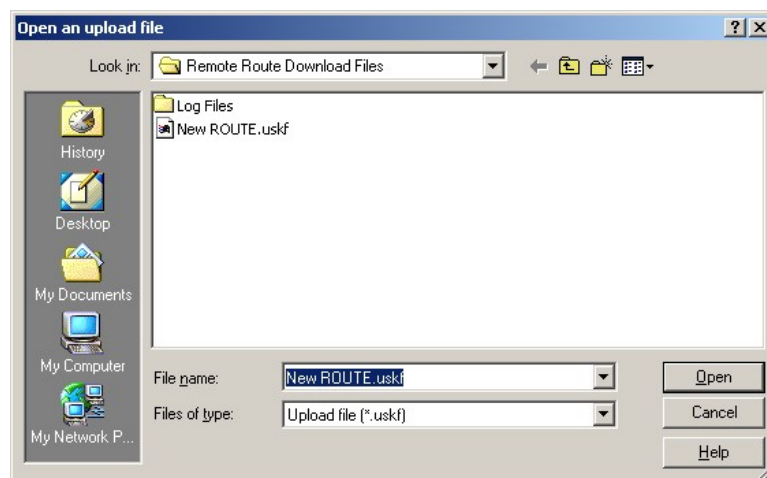 Open an upload file
Look in: Remote Route Download Files
Log Files
New ROUTE.uskf
History
Desktop
My Documents
My Computer
My Network P...
File name: New ROUTE.uskf Open
Files of type: Upload file (*.uskf) Cancel
Help